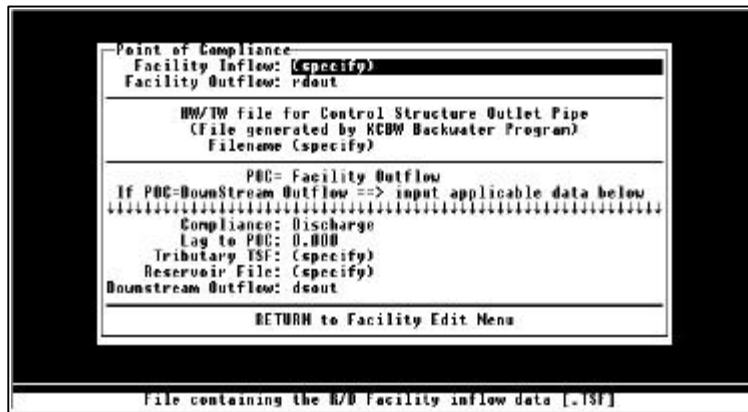 Point of Compliance
Facility Inflow: (specify)
Facility Outflow: rdout
HW/TW file for Control Structure Outlet Pipe
(File generated by KCBW Backwater Program)
Filename (specify)
POC= Facility Outflow
If POC=DownStream Outflow ==> input applicable data below
↓↓↓↓↓↓↓↓↓↓↓↓↓↓↓↓↓↓↓↓↓↓↓↓↓↓↓↓↓↓↓↓↓↓↓↓↓↓↓↓↓↓↓↓↓↓↓↓↓↓↓↓↓↓↓↓↓↓↓↓
Compliance: Discharge
Lag to POC: 0.000
Tributary TSF: (specify)
Reservoir File: (specify)
Downstream Outflow: dsout
RETURN to Facility Edit Menu
File containing the R/D Facility inflow data [.TSF]